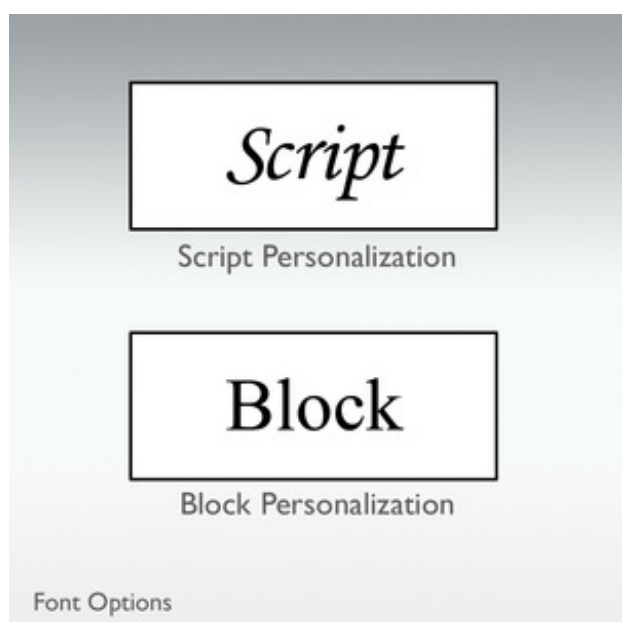 Script
Script Personalization
Block
Block Personalization
Font Options